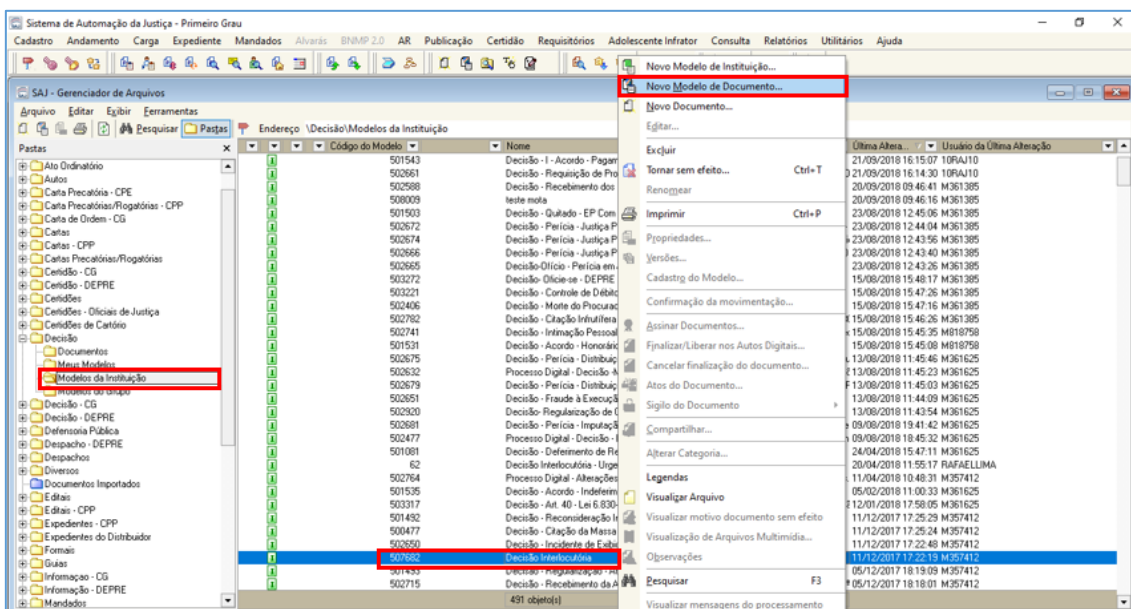 Sistema de Automação da Justiça - Primeiro Grau
Cadastro Andamento Carga Expediente Mandados Alvarás BNMP 2.0 AR Publicação Certidão Requisitórios Adolescente Infrator Consulta Relatórios Utilitários Ajuda
SAJ - Gerenciador de Arquivos
Arquivo Editar Exibir Ferramentas
Pesquisar Pastas Endereço \Decisão\Modelos da Instituição
Pastas
Ato Ordinatório
Autos
Carta Precatória - CPE
Carta Precatórias/Rogatórias - CPP
Carta de Ordem - CG
Cartas
Cartas - CPP
Cartas Precatórias/Rogatórias
Certidão - CG
Certidão - DEPRE
Certidões
Certidões - Oficiais de Justiça
Certidões de Cartório
Decisão
Documentos
Meus Modelos
Modelos da Instituição
Modelos do Grupo
Decisão - CG
Decisão - DEPRE
Defensoria Pública
Despacho - DEPRE
Despachos
Diversos
Documentos Importados
Editais
Editais - CPP
Expedientes - CPP
Expedientes do Distribuidor
Formais
Guias
Informaçao - CG
Informação - DEPRE
Mandados
Código do Modelo Nome
501543 Decisão - I - Acordo - Pagam
502661 Decisão - Requisição de Pro
502588 Decisão - Recebimento dos
508009 teste mota
501503 Decisão - Quitado - EP Com
502672 Decisão - Perícia - Justiça P
502674 Decisão - Perícia - Justiça P
502666 Decisão - Perícia - Justiça P
502665 Decisão-Ofício - Perícia em
503272 Decisão- Oficie-se - DEPRE
503221 Decisão - Controle de Débito
502406 Decisão - Morte do Procurad
502782 Decisão - Citação Infrutífera
502741 Decisão - Intimação Pessoal
501531 Decisão - Acordo - Honorário
502675 Decisão - Perícia - Distribuiç
502632 Processo Digital - Decisão -
502679 Decisão - Perícia - Distribuiç
502651 Decisão - Fraude à Execuçã
502920 Decisão- Regularização de
502681 Decisão - Perícia - Imputaçã
502477 Processo Digital - Decisão -
501081 Decisão - Deferimento de Re
62 Decisão Interlocutória - Urge
502764 Processo Digital - Alterações
501535 Decisão - Acordo - Indeferim
503317 Decisão - Art. 40 - Lei 6.830-
501492 Decisão - Reconsideração
500477 Decisão - Citação da Massa
502650 Decisão - Incidente de Exibi
507682 Decisão Interlocutória
501493 Decisão - Regularização -
502715 Decisão - Recebimento da
491 objeto(s)
Novo Modelo de Instituição...
Novo Modelo de Documento...
Novo Documento...
Editar...
Excluir
Tornar sem efeito... Ctrl+T
Renomear
Imprimir Ctrl+P
Propriedades...
Versões...
Cadastro do Modelo...
Confirmação da movimentação...
Assinar Documentos...
Finalizar/Liberar nos Autos Digitais...
Cancelar finalização do documento...
Atos do Documento...
Sigilo do Documento
Compartilhar...
Alterar Categoria...
Legendas
Visualizar Arquivo
Visualizar motivo documento sem efeito
Visualização de Arquivos Multimídia...
Observações
Pesquisar F3
Visualizar mensagens do processamento
Última Altera... Usuário da Última Alteração
21/09/2018 16:15:07 10RAJ10
21/09/2018 16:14:30 10RAJ10
20/09/2018 09:46:41 M361385
20/09/2018 09:46:16 M361385
23/08/2018 12:45:06 M361385
23/08/2018 12:44:04 M361385
23/08/2018 12:43:56 M361385
23/08/2018 12:43:40 M361385
23/08/2018 12:43:26 M361385
15/08/2018 15:48:17 M361385
15/08/2018 15:47:26 M361385
15/08/2018 15:47:16 M361385
15/08/2018 15:46:26 M361385
15/08/2018 15:45:35 M818758
15/08/2018 15:45:08 M818758
13/08/2018 11:45:46 M361625
13/08/2018 11:45:23 M361625
13/08/2018 11:45:03 M361625
13/08/2018 11:44:09 M361625
13/08/2018 11:43:54 M361625
09/08/2018 19:41:42 M361625
09/08/2018 18:45:32 M361625
24/04/2018 15:47:11 M361625
20/04/2018 11:55:17 RAFAELLIMA
11/04/2018 10:48:31 M357412
05/02/2018 11:00:33 M361625
12/01/2018 17:58:05 M361625
11/12/2017 17:25:29 M357412
11/12/2017 17:25:24 M357412
11/12/2017 17:22:48 M357412
11/12/2017 17:22:19 M357412
05/12/2017 18:19:09 M357412
05/12/2017 18:18:01 M357412